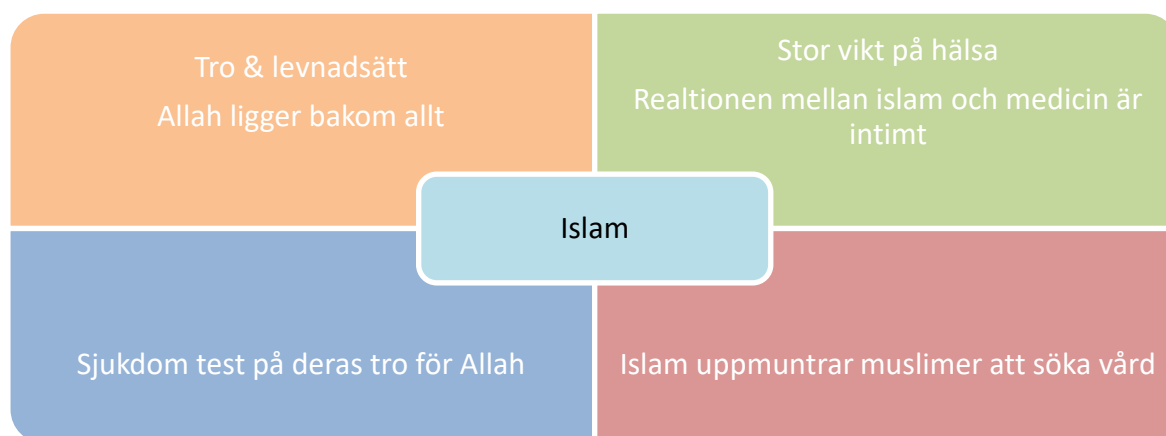 Tro & levnadsätt
Allah ligger bakom allt
Stor vikt på hälsa
Realtionen mellan islam och medicin är
intimt
Islam
Sjukdom test på deras tro för Allah
Islam uppmuntrar muslimer att söka vård